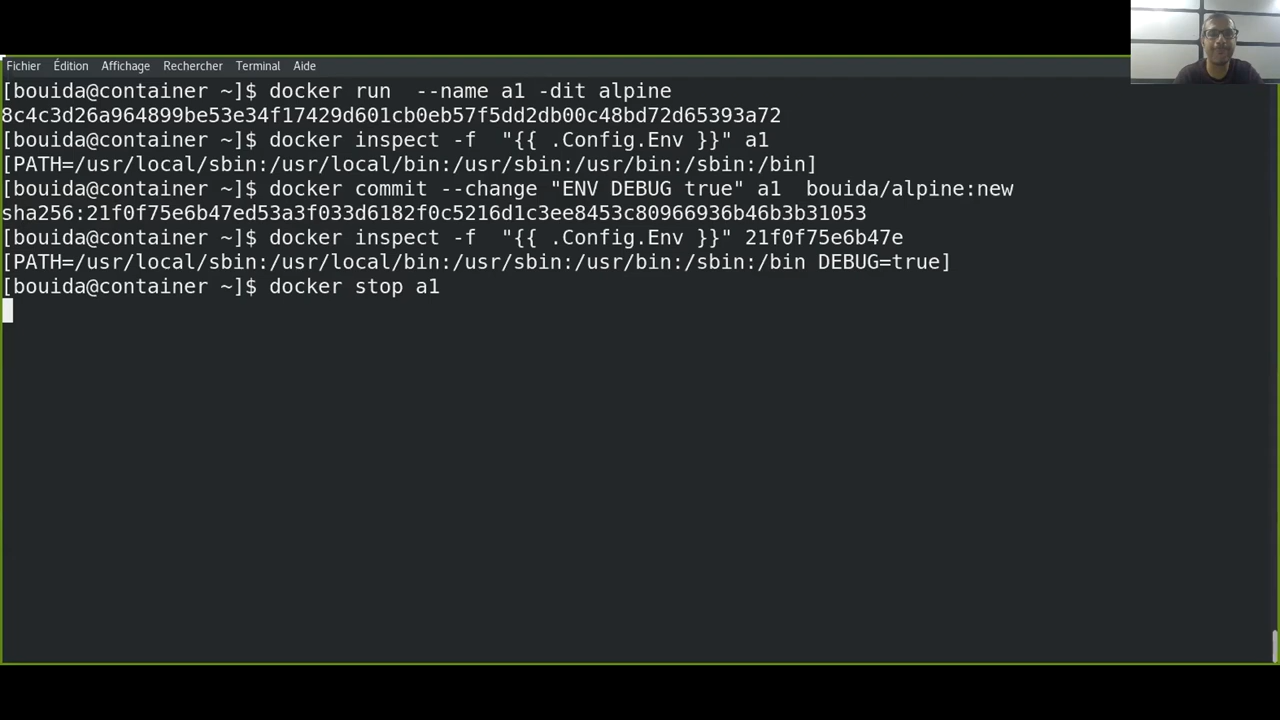 Fichier Édition Affichage Rechercher Terminal Aide
[bouida@container ~]$ docker run  --name a1 -dit alpine
8c4c3d26a964899be53e34f17429d601cb0eb57f5dd2db00c48bd72d65393a72
[bouida@container ~]$ docker inspect -f  "{{ .Config.Env }}" a1
[PATH=/usr/local/sbin:/usr/local/bin:/usr/sbin:/usr/bin:/sbin:/bin]
[bouida@container ~]$ docker commit --change "ENV DEBUG true" a1  bouida/alpine:new
sha256:21f0f75e6b47ed53a3f033d6182f0c5216d1c3ee8453c80966936b46b3b31053
[bouida@container ~]$ docker inspect -f  "{{ .Config.Env }}" 21f0f75e6b47e
[PATH=/usr/local/sbin:/usr/local/bin:/usr/sbin:/usr/bin:/sbin:/bin DEBUG=true]
[bouida@container ~]$ docker stop a1